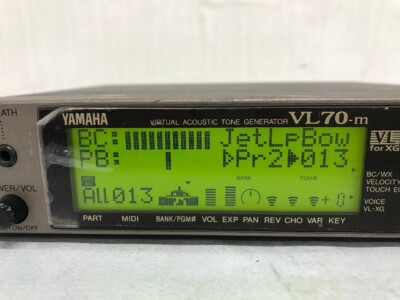 YAMAHA VIRTUAL ACOUSTIC TONE GENERATOR VL70-m
VL
for XG
BC: JetLpBow
PB: Pr2 013
All013
BANK PGM#
PART MIDI BANK/PGM# VOL EXP PAN REV CHO VAR KEY
BC/WX
VELOCITY
TOUCH E
VOICE
VL-XG
ATH
WER/VOL
ON/OFF